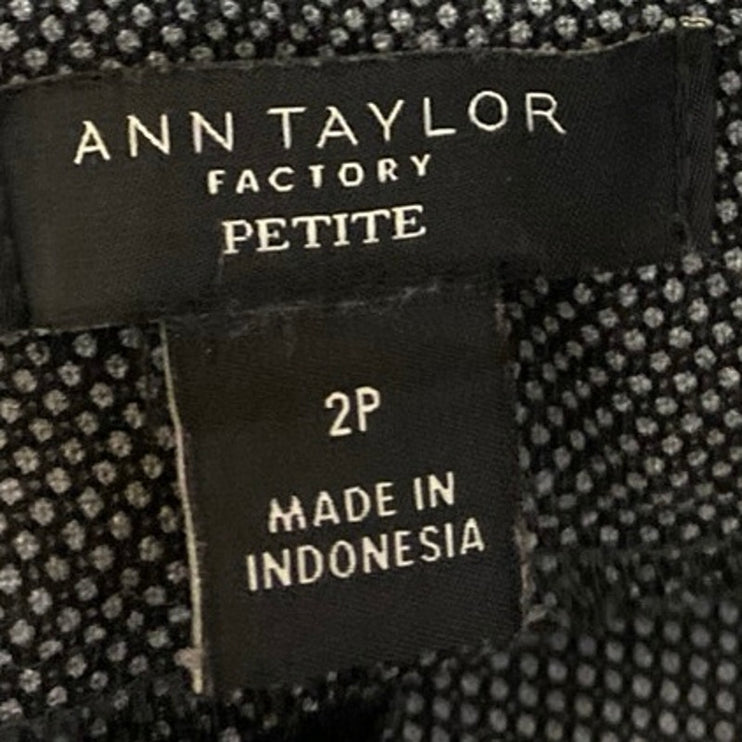 ANN TAYLOR
FACTORY
PETITE
2P
MADE IN
INDONESIA